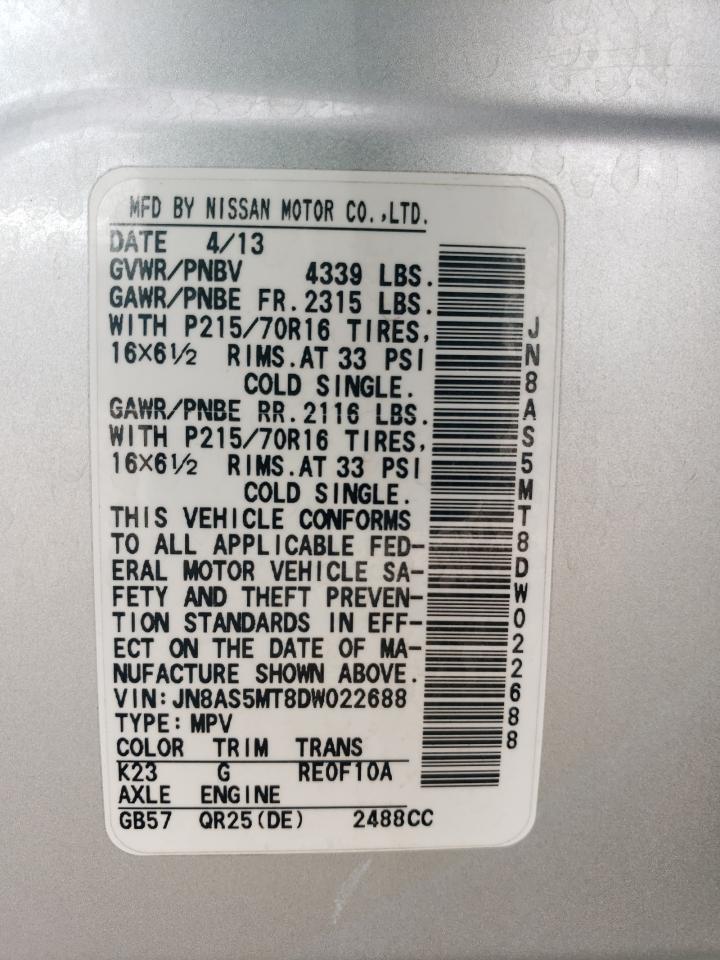 MFD BY NISSAN MOTOR CO.,LTD.
DATE 4/13
GVWR/PNBV 4339 LBS.
GAWR/PNBE FR.2315 LBS.
WITH P215/70R16 TIRES,
16×6½ RIMS.AT 33 PSI
COLD SINGLE.
GAWR/PNBE RR.2116 LBS.
WITH P215/70R16 TIRES,
16×6½ RIMS.AT 33 PSI
COLD SINGLE.
THIS VEHICLE CONFORMS
TO ALL APPLICABLE FED-
ERAL MOTOR VEHICLE SA-
FETY AND THEFT PREVEN-
TION STANDARDS IN EFF-
ECT ON THE DATE OF MA-
NUFACTURE SHOWN ABOVE.
VIN:JN8AS5MT8DW022688
TYPE:MPV
COLOR TRIM TRANS
K23 G RE0F10A
AXLE ENGINE
GB57 QR25(DE) 2488CC
JN8AS5MT8DW022688